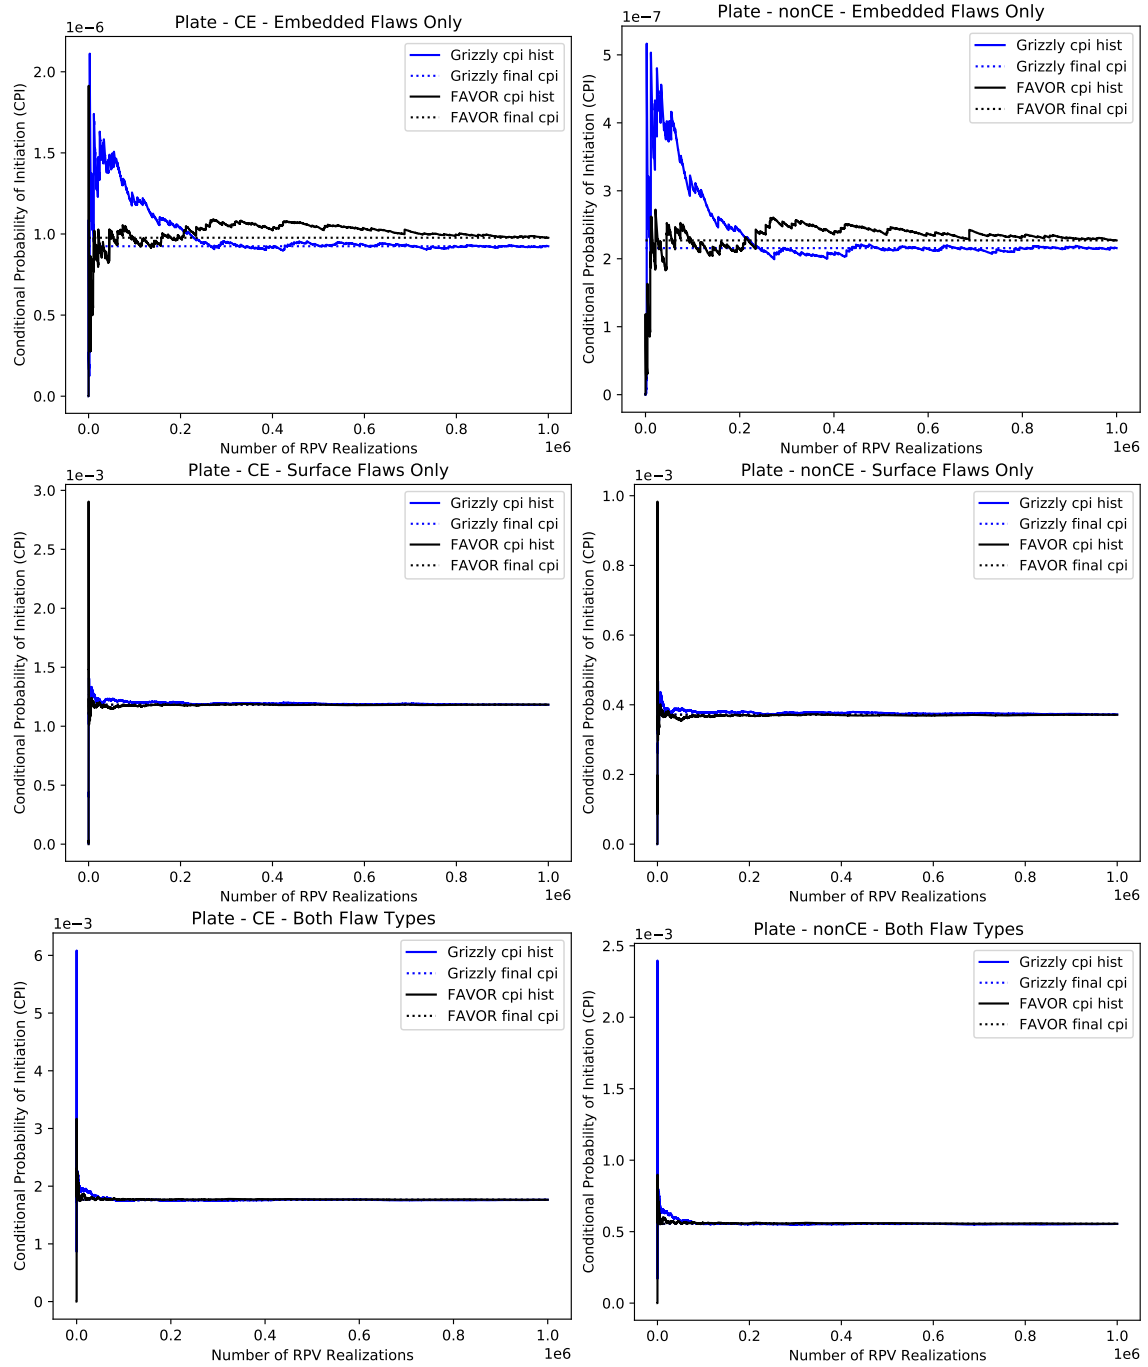 Plate - CE - Embedded Flaws Only
1e−6
Conditional Probability of Initiation (CPI)
2.0
1.5
1.0
0.5
0.0
Grizzly cpi hist
Grizzly final cpi
FAVOR cpi hist
FAVOR final cpi
0.0 0.2 0.4 0.6 0.8 1.0
Number of RPV Realizations
1e6
Plate - nonCE - Embedded Flaws Only
1e−7
Conditional Probability of Initiation (CPI)
5
4
3
2
1
0
Grizzly cpi hist
Grizzly final cpi
FAVOR cpi hist
FAVOR final cpi
0.0 0.2 0.4 0.6 0.8 1.0
Number of RPV Realizations
1e6
Plate - CE - Surface Flaws Only
1e−3
Conditional Probability of Initiation (CPI)
3.0
2.5
2.0
1.5
1.0
0.5
0.0
Grizzly cpi hist
Grizzly final cpi
FAVOR cpi hist
FAVOR final cpi
0.0 0.2 0.4 0.6 0.8 1.0
Number of RPV Realizations
1e6
Plate - nonCE - Surface Flaws Only
1e−3
Conditional Probability of Initiation (CPI)
1.0
0.8
0.6
0.4
0.2
0.0
Grizzly cpi hist
Grizzly final cpi
FAVOR cpi hist
FAVOR final cpi
0.0 0.2 0.4 0.6 0.8 1.0
Number of RPV Realizations
1e6
Plate - CE - Both Flaw Types
1e−3
Conditional Probability of Initiation (CPI)
6
5
4
3
2
1
0
Grizzly cpi hist
Grizzly final cpi
FAVOR cpi hist
FAVOR final cpi
0.0 0.2 0.4 0.6 0.8 1.0
Number of RPV Realizations
1e6
Plate - nonCE - Both Flaw Types
1e−3
Conditional Probability of Initiation (CPI)
2.5
2.0
1.5
1.0
0.5
0.0
Grizzly cpi hist
Grizzly final cpi
FAVOR cpi hist
FAVOR final cpi
0.0 0.2 0.4 0.6 0.8 1.0
Number of RPV Realizations
1e6